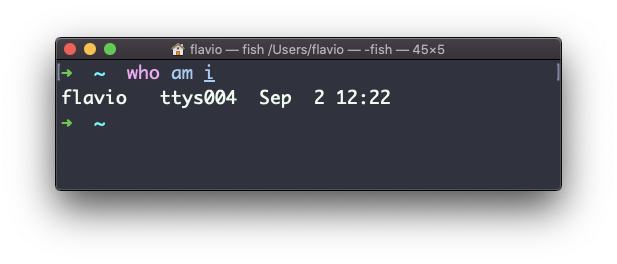 flavio — fish /Users/flavio — -fish — 45×5
➜ ~ who am i
flavio   ttys004  Sep  2 12:22
➜ ~